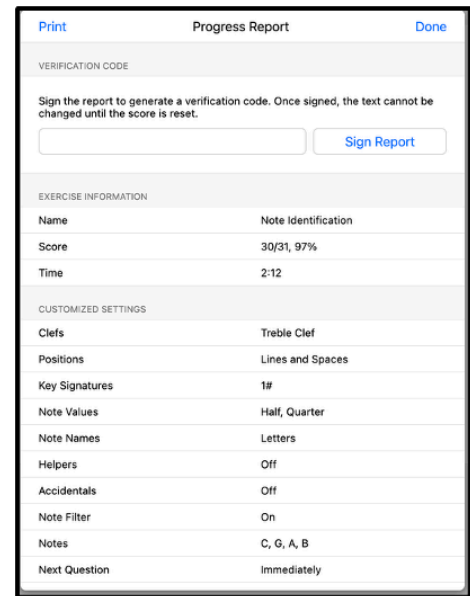 Print Progress Report Done
VERIFICATION CODE
Sign the report to generate a verification code. Once signed, the text cannot be
changed until the score is reset.
Sign Report
EXERCISE INFORMATION
Name Note Identification
Score 30/31, 97%
Time 2:12
CUSTOMIZED SETTINGS
Clefs Treble Clef
Positions Lines and Spaces
Key Signatures 1#
Note Values Half, Quarter
Note Names Letters
Helpers Off
Accidentals Off
Note Filter On
Notes C, G, A, B
Next Question Immediately